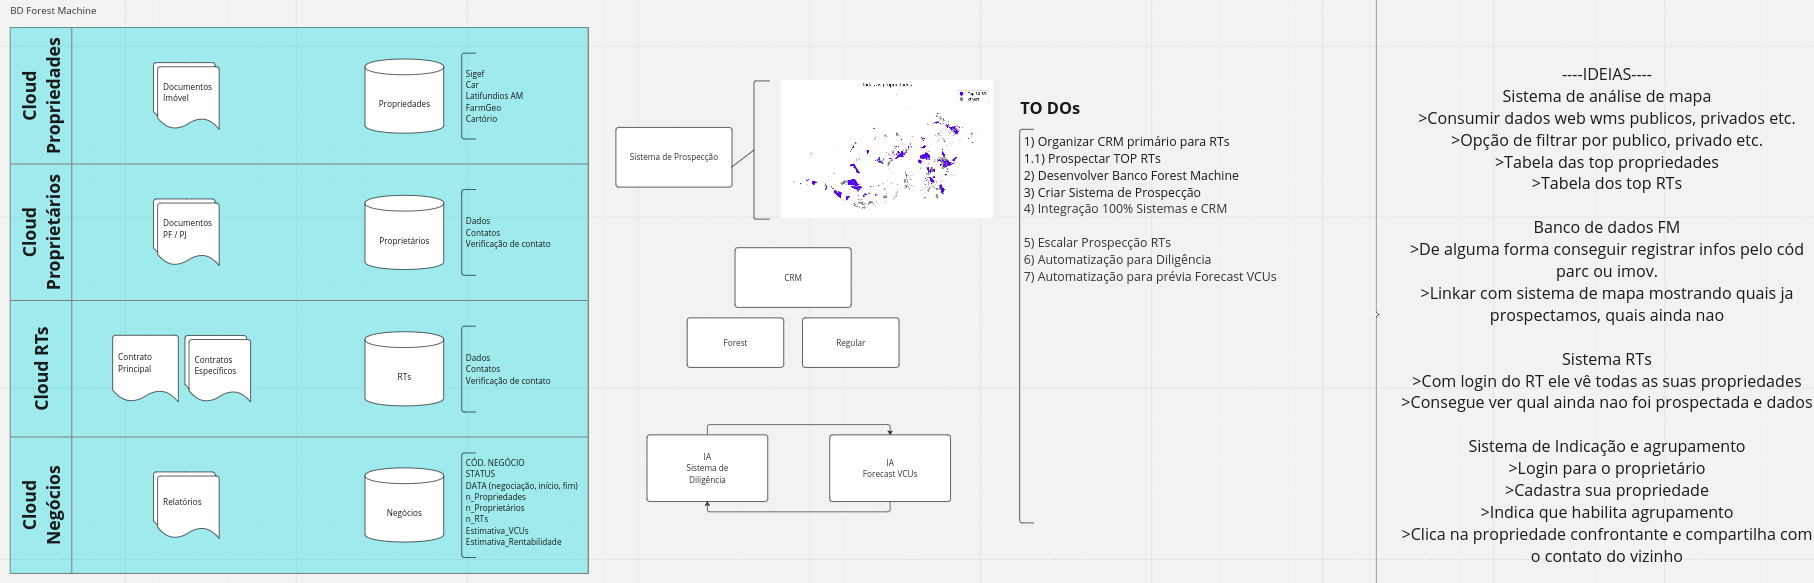 BD Forest Machine
Cloud
Propriedades
Documentos
Imóvel
Propriedades
Sigef
Car
Latifundios AM
FarmGeo
Cartório
Cloud
Proprietários
Documentos
PF / PJ
Proprietários
Dados
Contatos
Verificação de contato
Cloud RTs
Contrato
Principal
Contratos
Específicos
RTs
Dados
Contatos
Verificação de contato
Cloud
Negócios
Relatórios
Negócios
CÓD. NEGÓCIO
STATUS
DATA (negociação, início, fim)
n_Propriedades
n_Proprietários
n_RTs
Estimativa_VCUs
Estimativa_Rentabilidade
Sistema de Prospecção
Todas as propriedades
CRM
Forest
Regular
IA
Sistema de
Diligência
IA
Forecast VCUs
TO DOs
1) Organizar CRM primário para RTs
1.1) Prospectar TOP RTs
2) Desenvolver Banco Forest Machine
3) Criar Sistema de Prospecção
4) Integração 100% Sistemas e CRM
5) Escalar Prospecção RTs
6) Automatização para Diligência
7) Automatização para prévia Forecast VCUs
----IDEIAS----
Sistema de análise de mapa
>Consumir dados web wms publicos, privados etc.
>Opção de filtrar por publico, privado etc.
>Tabela das top propriedades
>Tabela dos top RTs
Banco de dados FM
>De alguma forma conseguir registrar infos pelo cód
parc ou imov.
>Linkar com sistema de mapa mostrando quais ja
prospectamos, quais ainda nao
Sistema RTs
>Com login do RT ele vê todas as suas propriedades
>Consegue ver qual ainda nao foi prospectada e dados
Sistema de Indicação e agrupamento
>Login para o proprietário
>Cadastra sua propriedade
>Indica que habilita agrupamento
>Clica na propriedade confrontante e compartilha com
o contato do vizinho